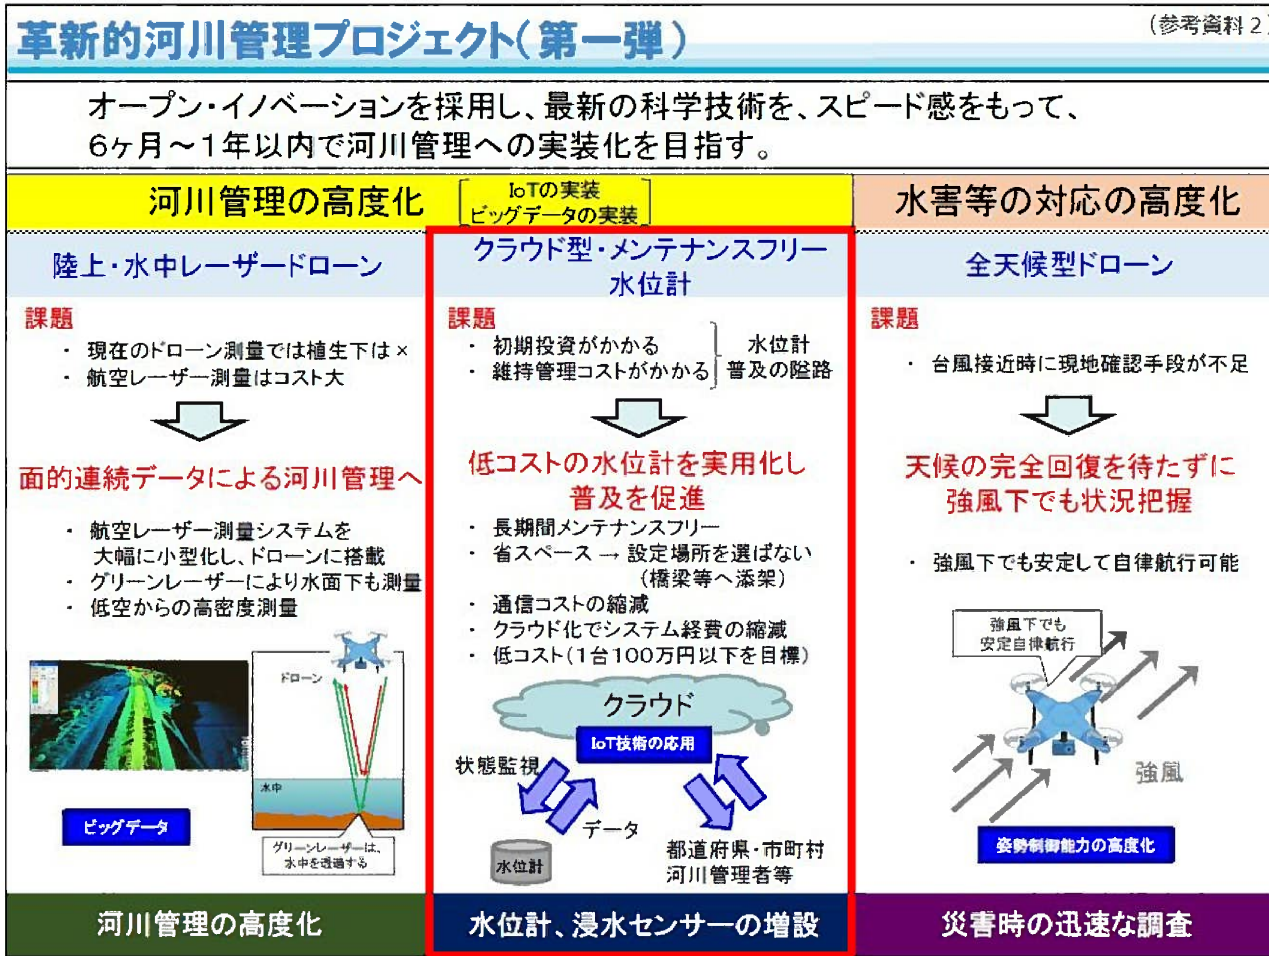 革新的河川管理プロジェクト(第一弾)
(参考資料2)
オープン・イノベーションを採用し、最新の科学技術を、スピード感をもって、
6ヶ月~1年以内で河川管理への実装化を目指す。
河川管理の高度化
IoTの実装
ビッグデータの実装
水害等の対応の高度化
陸上・水中レーザードローン
課題
・ 現在のドローン測量では植生下は×
・ 航空レーザー測量はコスト大
面的連続データによる河川管理へ
・ 航空レーザー測量システムを
大幅に小型化し、ドローンに搭載
・ グリーンレーザーにより水面下も測量
・ 低空からの高密度測量
ドローン
水中
ビッグデータ
グリーンレーザーは、
水中を透過する
河川管理の高度化
クラウド型・メンテナンスフリー
水位計
課題
・ 初期投資がかかる
・ 維持管理コストがかかる
水位計
普及の隘路
低コストの水位計を実用化し
普及を促進
・ 長期間メンテナンスフリー
・ 省スペース → 設定場所を選ばない
(橋梁等へ添架)
・ 通信コストの縮減
・ クラウド化でシステム経費の縮減
・ 低コスト(1台100万円以下を目標)
クラウド
IoT技術の応用
状態監視
データ
水位計
都道府県・市町村
河川管理者等
水位計、浸水センサーの増設
全天候型ドローン
課題
・ 台風接近時に現地確認手段が不足
天候の完全回復を待たずに
強風下でも状況把握
・ 強風下でも安定して自律航行可能
強風下でも
安定自律航行
強風
姿勢制御能力の高度化
災害時の迅速な調査